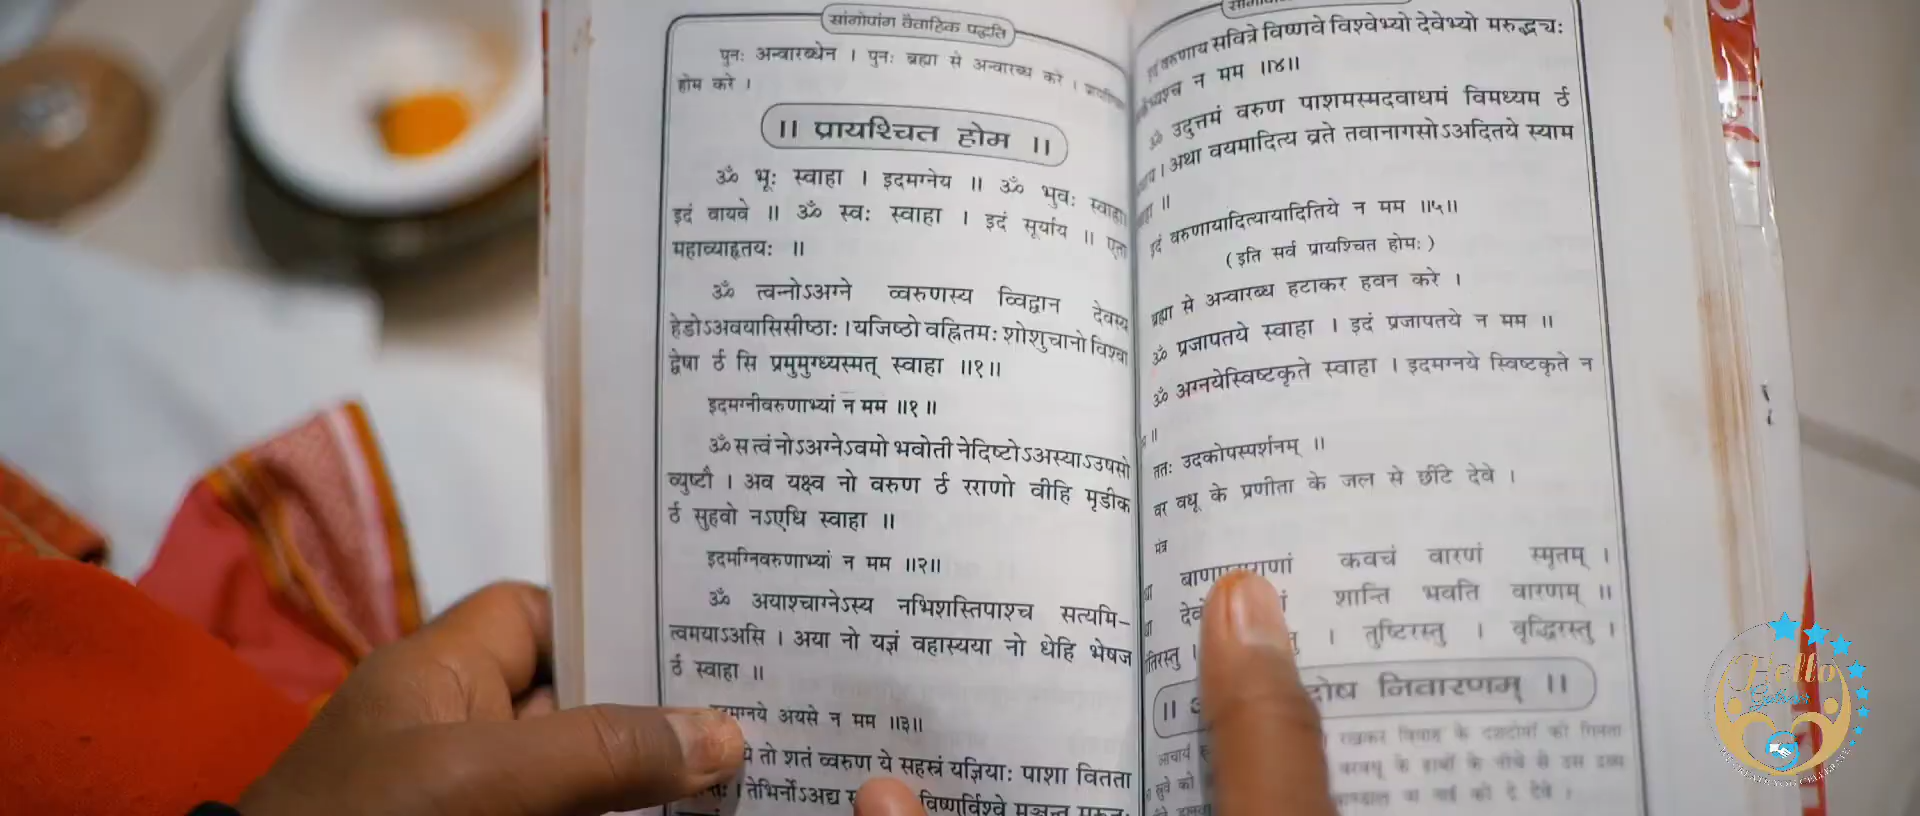 सांगोपांग वैवाहिक पद्धति
पुनः अन्वारब्धेन । पुनः ब्रह्मा से अन्वारब्ध करे ।
होम करे ।
।। प्रायश्चित होम ।।
ॐ भूः स्वाहा । इदमग्नेय ।। ॐ भुवः स्वाहा
इदं वायवे ।। ॐ स्वः स्वाहा । इदं सूर्याय ।। एता
महाव्याहृतयः ।।
ॐ त्वन्नोऽअग्ने व्वरुणस्य व्विद्वान देवस्य
हेडोऽअवयासिसीष्ठाः । यजिष्ठो वह्नितमः शोशुचानो विश्वा
द्वेषा र्ठ सि प्रमुमुग्ध्यस्मत् स्वाहा ।।१।।
इदमग्नीवरुणाभ्यां न मम ।।१ ।।
ॐ स त्वं नोऽअग्नेऽवमो भवोती नेदिष्टोऽअस्याऽउषसो
व्युष्टौ । अव यक्ष्व नो वरुण र्ठ रराणो वीहि मृडीक
र्ठ सुहवो नऽएधि स्वाहा ।।
इदमग्निवरुणाभ्यां न मम ।।२।।
ॐ अयाश्चाग्नेऽस्य नभिशस्तिपाश्च सत्यमि–
त्वमयाऽअसि । अया नो यज्ञं वहास्यया नो धेहि भेषज
र्ठ स्वाहा ।।
अयसे न मम ।।३।।
ये तो शतं व्वरुण ये सहस्त्रं यज्ञियाः पाशा वितता
। तेभिर्नोऽअद्य
वरुणाय सवित्रे विष्णवे विश्वेभ्यो देवेभ्यो मरुद्भ्यः
न मम ।।४।।
ॐ उदुत्तमं वरुण पाशमस्मदवाधमं विमध्यम र्ठ
। अथा वयमादित्य व्रते तवानागसोऽअदितये स्याम
।।
इदं वरुणायादित्यायादितिये न मम ।।५।।
(इति सर्व प्रायश्चित होमः)
ब्रह्मा से अन्वारब्ध हटाकर हवन करे ।
ॐ प्रजापतये स्वाहा । इदं प्रजापतये न मम ।।
ॐ अग्नयेस्विष्टकृते स्वाहा । इदमग्नये स्विष्टकृते न
।।
ततः उदकोपस्पर्शनम् ।।
वर वधू के प्रणीता के जल से छींटे देवे ।
मंत्र
कवचं वारणं स्मृतम् ।
शान्ति भवति वारणम् ।।
। तुष्टिरस्तु । वृद्धिरस्तु ।
निवारणम् ।।
Hello